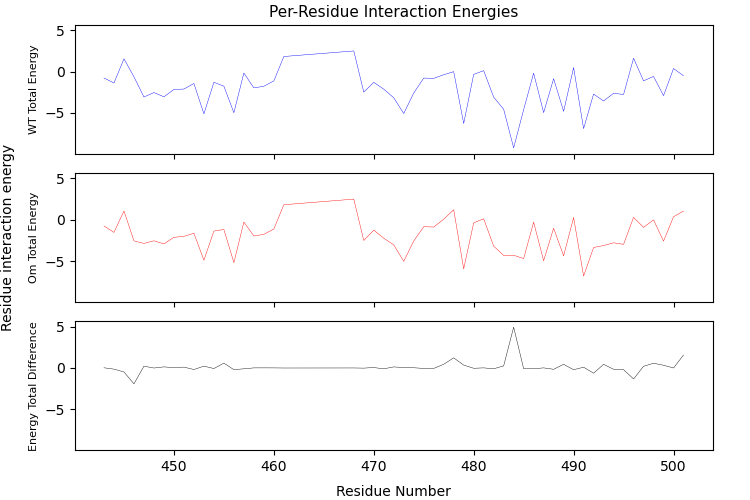 Per-Residue Interaction Energies
Residue interaction energy
WT Total Energy
5
0
−5
Om Total Energy
5
0
−5
Energy Total Difference
5
0
−5
450 460 470 480 490 500
Residue Number